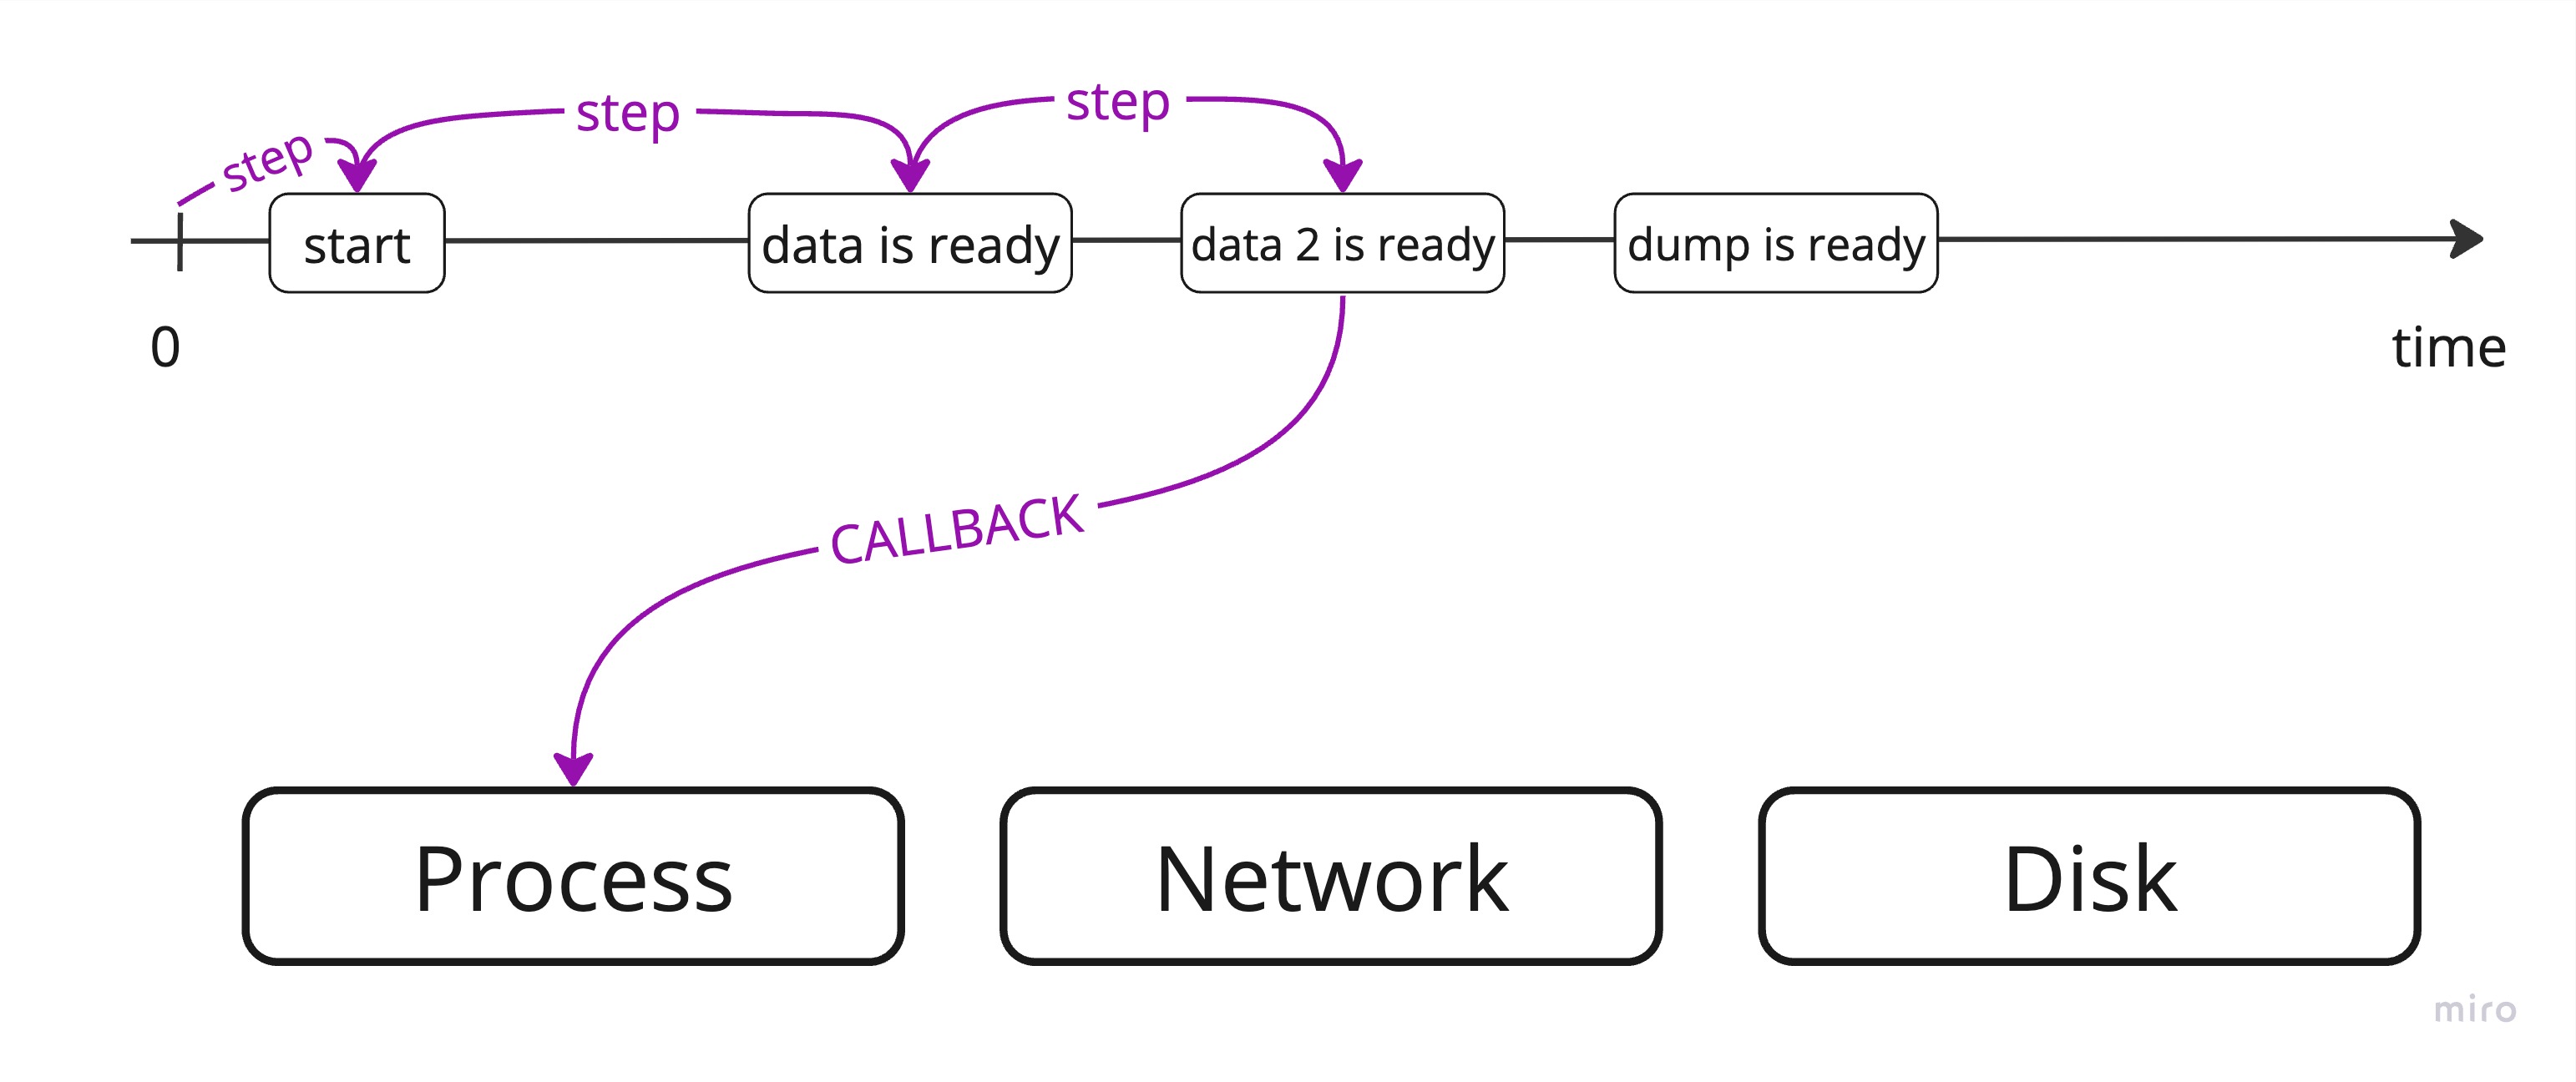 step
step
step
start
data is ready
data 2 is ready
dump is ready
0
time
CALLBACK
Process
Network
Disk
miro